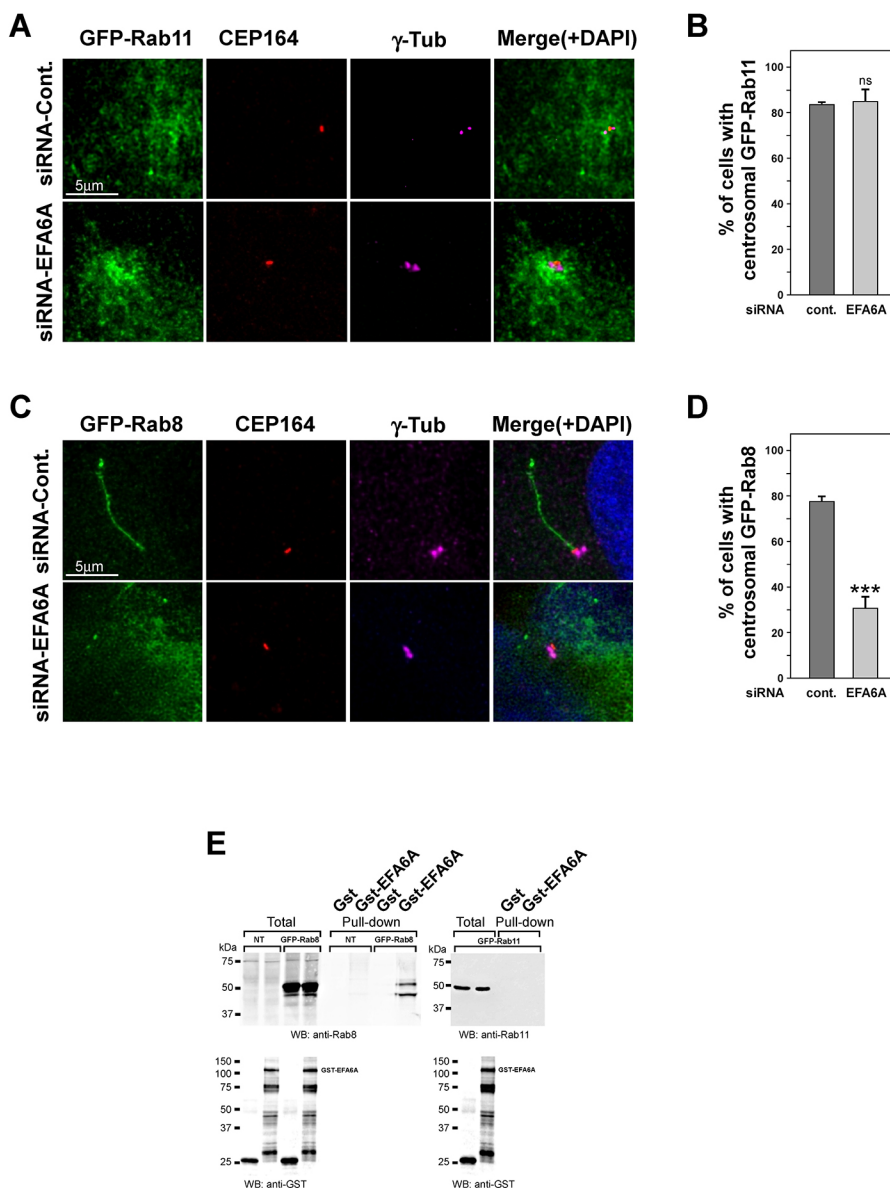 A
GFP-Rab11 CEP164 γ-Tub Merge(+DAPI)
siRNA-Cont.
5µm
siRNA-EFA6A
B
% of cells with
centrosomal GFP-Rab11
100
80
60
40
20
0
ns
siRNA cont. EFA6A
C
GFP-Rab8 CEP164 γ-Tub Merge(+DAPI)
siRNA-Cont.
5µm
siRNA-EFA6A
D
% of cells with
centrosomal GFP-Rab8
100
80
60
40
20
0
***
siRNA cont. EFA6A
E
Gst
Gst-EFA6A
Gst
Gst-EFA6A
Gst
Gst-EFA6A
Total Pull-down Total Pull-down
NT GFP-Rab8 NT GFP-Rab8 GFP-Rab11
kDa
75
50
37
WB: anti-Rab8
kDa
75
50
37
WB: anti-Rab11
150
100
75
50
37
25
GST-EFA6A
WB: anti-GST
150
100
75
50
37
25
GST-EFA6A
WB: anti-GST